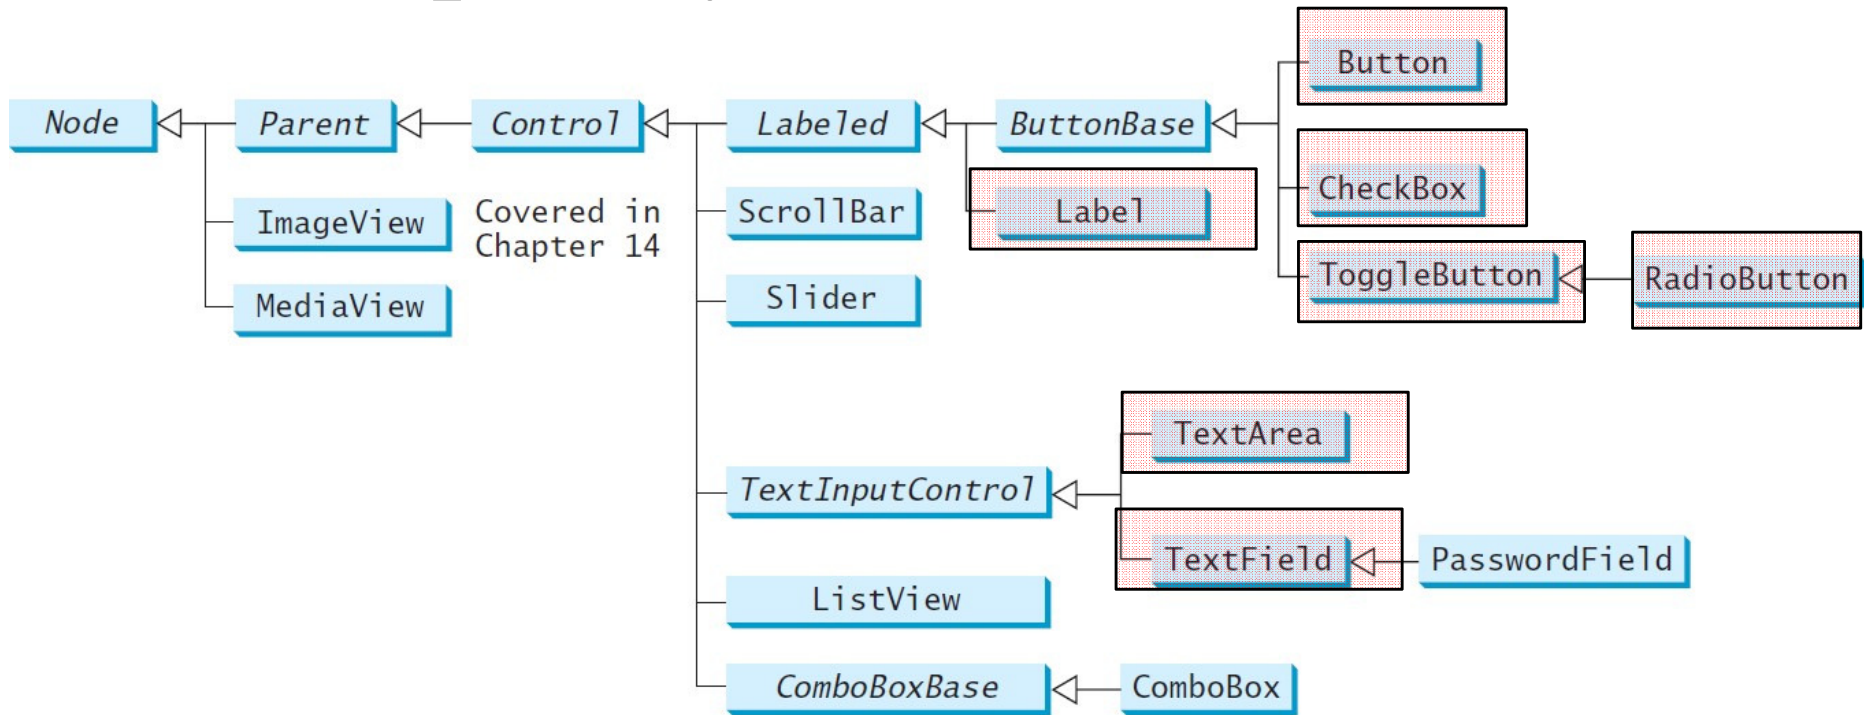 Button
Node
Parent
Control
Labeled
ButtonBase
CheckBox
ImageView
Covered in
Chapter 14
ScrollBar
Label
ToggleButton
RadioButton
MediaView
Slider
TextArea
TextInputControl
TextField
PasswordField
ListView
ComboBoxBase
ComboBox